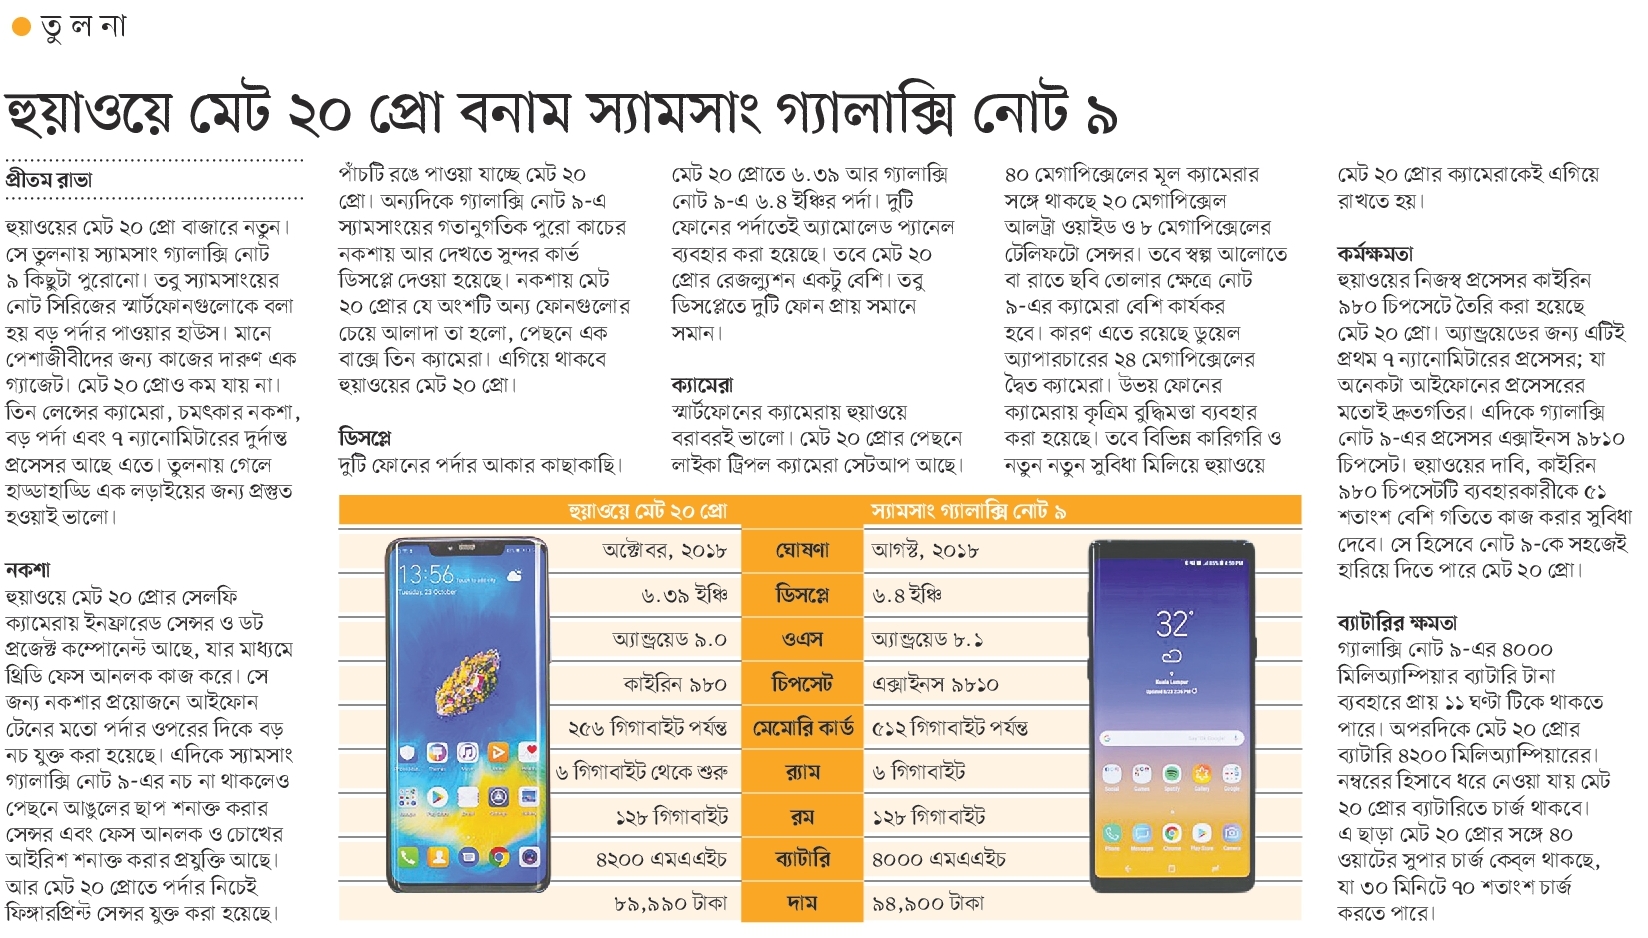 তুলনা
হুয়াওয়ে মেট ২০ প্রো বনাম স্যামসাং গ্যালাক্সি নোট ৯
প্রীতম রাভা
হুয়াওয়ের মেট ২০ প্রো বাজারে নতুন।
সে তুলনায় স্যামসাং গ্যালাক্সি নোট
৯ কিছুটা পুরোনো। তবু স্যামসাংয়ের
নোট সিরিজের স্মার্টফোনগুলোকে বলা
হয় বড় পর্দার পাওয়ার হাউস। মানে
পেশাজীবীদের জন্য কাজের দারুণ এক
গ্যাজেট। মেট ২০ প্রোও কম যায় না।
তিন লেন্সের ক্যামেরা, চমৎকার নকশা,
বড় পর্দা এবং ৭ ন্যানোমিটারের দুর্দান্ত
প্রসেসর আছে এতে। তুলনায় গেলে
হাড্ডাহাড্ডি এক লড়াইয়ের জন্য প্রস্তুত
হওয়াই ভালো।
নকশা
হুয়াওয়ে মেট ২০ প্রোর সেলফি
ক্যামেরায় ইনফ্রারেড সেন্সর ও ডট
প্রজেক্ট কম্পোনেন্ট আছে, যার মাধ্যমে
থ্রিডি ফেস আনলক কাজ করে। সে
জন্য নকশার প্রয়োজনে আইফোন
টেনের মতো পর্দার ওপরের দিকে বড়
নচ যুক্ত করা হয়েছে। এদিকে স্যামসাং
গ্যালাক্সি নোট ৯-এর নচ না থাকলেও
পেছনে আঙুলের ছাপ শনাক্ত করার
সেন্সর এবং ফেস আনলক ও চোখের
আইরিশ শনাক্ত করার প্রযুক্তি আছে।
আর মেট ২০ প্রোতে পর্দার নিচেই
ফিঙ্গারপ্রিন্ট সেন্সর যুক্ত করা হয়েছে।
পাঁচটি রঙে পাওয়া যাচ্ছে মেট ২০
প্রো। অন্যদিকে গ্যালাক্সি নোট ৯-এ
স্যামসাংয়ের গতানুগতিক পুরো কাচের
নকশায় আর দেখতে সুন্দর কার্ভ
ডিসপ্লে দেওয়া হয়েছে। নকশায় মেট
২০ প্রোর যে অংশটি অন্য ফোনগুলোর
চেয়ে আলাদা তা হলো, পেছনে এক
বাক্সে তিন ক্যামেরা। এগিয়ে থাকবে
হুয়াওয়ের মেট ২০ প্রো।
ডিসপ্লে
দুটি ফোনের পর্দার আকার কাছাকাছি।
মেট ২০ প্রোতে ৬.৩৯ আর গ্যালাক্সি
নোট ৯-এ ৬.৪ ইঞ্চির পর্দা। দুটি
ফোনের পর্দাতেই অ্যামোলেড প্যানেল
ব্যবহার করা হয়েছে। তবে মেট ২০
প্রোর রেজল্যুশন একটু বেশি। তবু
ডিসপ্লেতে দুটি ফোন প্রায় সমানে
সমান।
ক্যামেরা
স্মার্টফোনের ক্যামেরায় হুয়াওয়ে
বরাবরই ভালো। মেট ২০ প্রোর পেছনে
লাইকা ট্রিপল ক্যামেরা সেটআপ আছে।
৪০ মেগাপিক্সেলের মূল ক্যামেরার
সঙ্গে থাকছে ২০ মেগাপিক্সেল
আলট্রা ওয়াইড ও ৮ মেগাপিক্সেলের
টেলিফটো সেন্সর। তবে স্বল্প আলোতে
বা রাতে ছবি তোলার ক্ষেত্রে নোট
৯-এর ক্যামেরা বেশি কার্যকর
হবে। কারণ এতে রয়েছে ডুয়েল
অ্যাপারচারের ২৪ মেগাপিক্সেলের
দ্বৈত ক্যামেরা। উভয় ফোনের
ক্যামেরায় কৃত্রিম বুদ্ধিমত্তা ব্যবহার
করা হয়েছে। তবে বিভিন্ন কারিগরি ও
নতুন নতুন সুবিধা মিলিয়ে হুয়াওয়ে
মেট ২০ প্রোর ক্যামেরাকেই এগিয়ে
রাখতে হয়।
কর্মক্ষমতা
হুয়াওয়ের নিজস্ব প্রসেসর কাইরিন
৯৮০ চিপসেটে তৈরি করা হয়েছে
মেট ২০ প্রো। অ্যান্ড্রয়েডের জন্য এটিই
প্রথম ৭ ন্যানোমিটারের প্রসেসর; যা
অনেকটা আইফোনের প্রসেসরের
মতোই দ্রুতগতির। এদিকে গ্যালাক্সি
নোট ৯-এর প্রসেসর এক্সাইনস ৯৮১০
চিপসেট। হুয়াওয়ের দাবি, কাইরিন
৯৮০ চিপসেটটি ব্যবহারকারীকে ৫১
শতাংশ বেশি গতিতে কাজ করার সুবিধা
দেবে। সে হিসেবে নোট ৯-কে সহজেই
হারিয়ে দিতে পারে মেট ২০ প্রো।
ব্যাটারির ক্ষমতা
গ্যালাক্সি নোট ৯-এর ৪০০০
মিলিঅ্যাম্পিয়ার ব্যাটারি টানা
ব্যবহারে প্রায় ১১ ঘণ্টা টিকে থাকতে
পারে। অপরদিকে মেট ২০ প্রোর
ব্যাটারি ৪২০০ মিলিঅ্যাম্পিয়ারের।
নম্বরের হিসাবে ধরে নেওয়া যায় মেট
২০ প্রোর ব্যাটারিতে চার্জ থাকবে।
এ ছাড়া মেট ২০ প্রোর সঙ্গে ৪০
ওয়াটের সুপার চার্জ কেব্‌ল থাকছে,
যা ৩০ মিনিটে ৭০ শতাংশ চার্জ
করতে পারে।
হুয়াওয়ে মেট ২০ প্রো স্যামসাং গ্যালাক্সি নোট ৯
অক্টোবর, ২০১৮ ঘোষণা আগস্ট, ২০১৮
৬.৩৯ ইঞ্চি ডিসপ্লে ৬.৪ ইঞ্চি
অ্যান্ড্রয়েড ৯.০ ওএস অ্যান্ড্রয়েড ৮.১
কাইরিন ৯৮০ চিপসেট এক্সাইনস ৯৮১০
২৫৬ গিগাবাইট পর্যন্ত মেমোরি কার্ড ৫১২ গিগাবাইট পর্যন্ত
৬ গিগাবাইট থেকে শুরু র‍্যাম ৬ গিগাবাইট
১২৮ গিগাবাইট রম ১২৮ গিগাবাইট
৪২০০ এমএএইচ ব্যাটারি ৪০০০ এমএএইচ
৮৯,৯৯০ টাকা দাম ৯৪,৯০০ টাকা
13:56
Tuesday, 23 October
32°
Kuala Lumpur